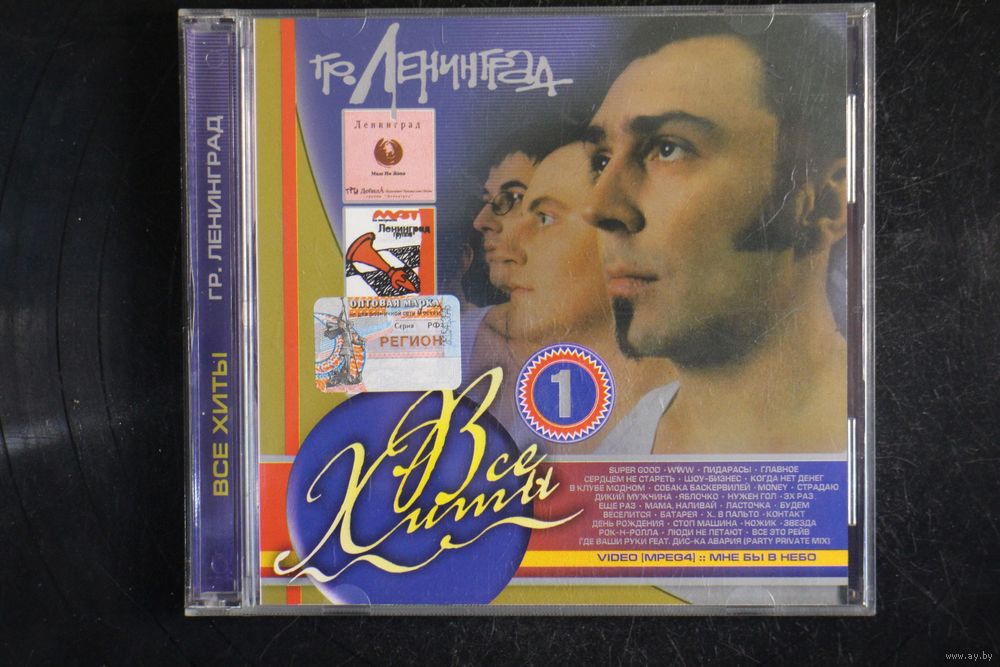 ВСЕ ХИТЫ ГР. ЛЕНИНГРАД
гр. ЛЕНИНГРАД
Ленинград
Мат Без
Ленинград
ОПТОВАЯ МАРКА
Серия РФ
РЕГИОН
1
Все
Хиты
SUPER GOOD · WWW · ПИДАРАСЫ · ГЛАВНОЕ
СЕРДЦЕМ НЕ СТАРЕТЬ · ШОУ-БИЗНЕС · КОГДА НЕТ ДЕНЕГ
В КЛУБЕ МОДНОМ · СОБАКА БАСКЕРВИЛЕЙ · MONEY · СТРАДАЮ
ДИКИЙ МУЖЧИНА · ЯБЛОЧКО · НУЖЕН ГОЛ · ЭХ РАЗ,
ЕЩЕ РАЗ · МАМА, НАЛИВАЙ · ЛАСТОЧКА · БУДЕМ
ВЕСЕЛИТСЯ · БАТАРЕЯ · Х.. В ПАЛЬТО · КОНТАКТ
ДЕНЬ РОЖДЕНИЯ · СТОП МАШИНА · НОЖИК · ЗВЕЗДА
РОК-Н-РОЛЛА · ЛЮДИ НЕ ЛЕТАЮТ · ВСЕ ЭТО РЕЙВ
ГДЕ ВАШИ РУКИ FEAT. ДИС-КА АВАРИЯ (PARTY PRIVATE MIX)
VIDEO (MPEG4) :: МНЕ БЫ В НЕБО
www.ay.by